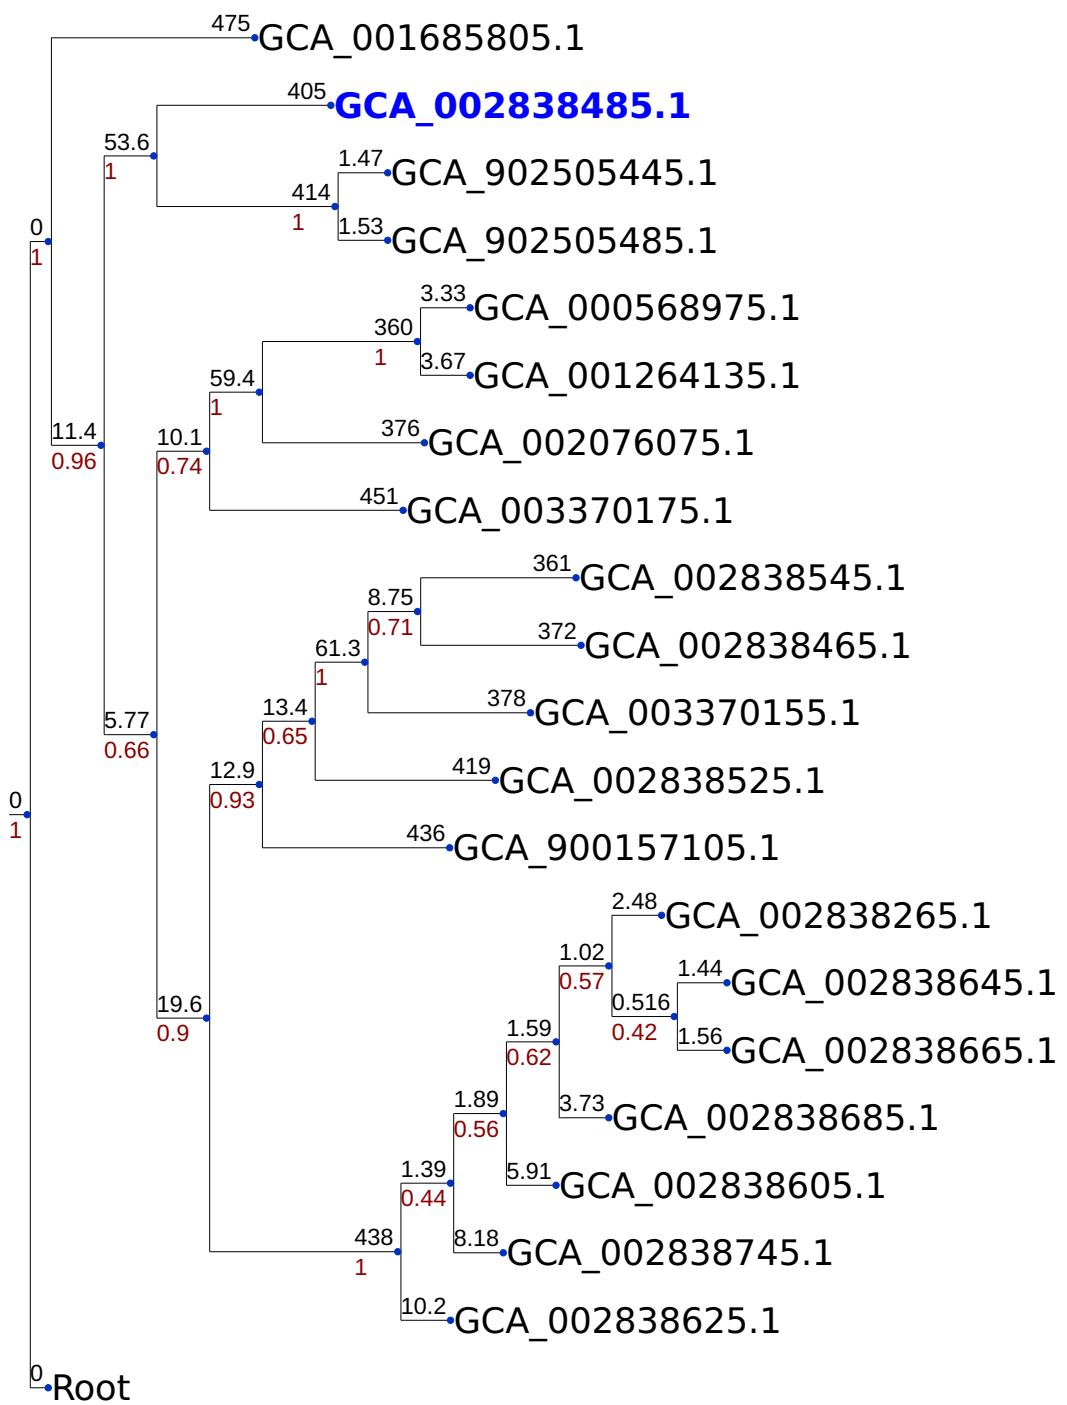 475
GCA_001685805.1
405
GCA_002838485.1
53.6
1
1.47
GCA_902505445.1
414
1
1.53
GCA_902505485.1
0
1
3.33
GCA_000568975.1
360
1
3.67
GCA_001264135.1
59.4
1
376
GCA_002076075.1
11.4
0.96
10.1
0.74
451
GCA_003370175.1
361
GCA_002838545.1
8.75
0.71
372
GCA_002838465.1
61.3
1
378
GCA_003370155.1
5.77
0.66
13.4
0.65
419
GCA_002838525.1
12.9
0.93
0
1
436
GCA_900157105.1
2.48
GCA_002838265.1
1.02
0.57
1.44
GCA_002838645.1
19.6
0.9
0.516
0.42
1.59
0.62
1.56
GCA_002838665.1
3.73
GCA_002838685.1
1.89
0.56
5.91
GCA_002838605.1
1.39
0.44
438
1
8.18
GCA_002838745.1
10.2
GCA_002838625.1
0
Root